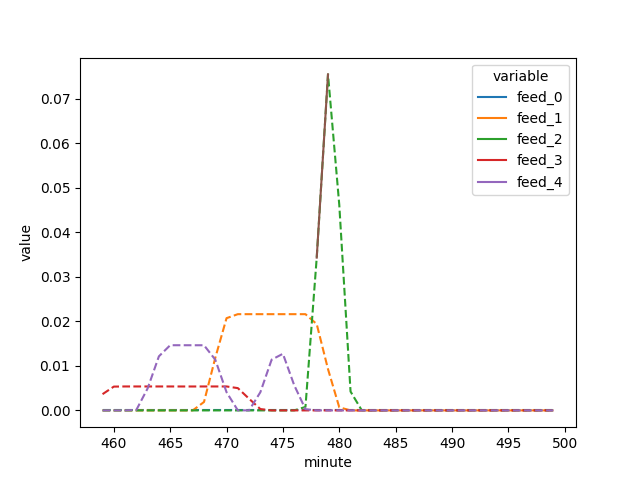 variable
feed_0
feed_1
feed_2
feed_3
feed_4
value
0.07
0.06
0.05
0.04
0.03
0.02
0.01
0.00
460 465 470 475 480 485 490 495 500
minute